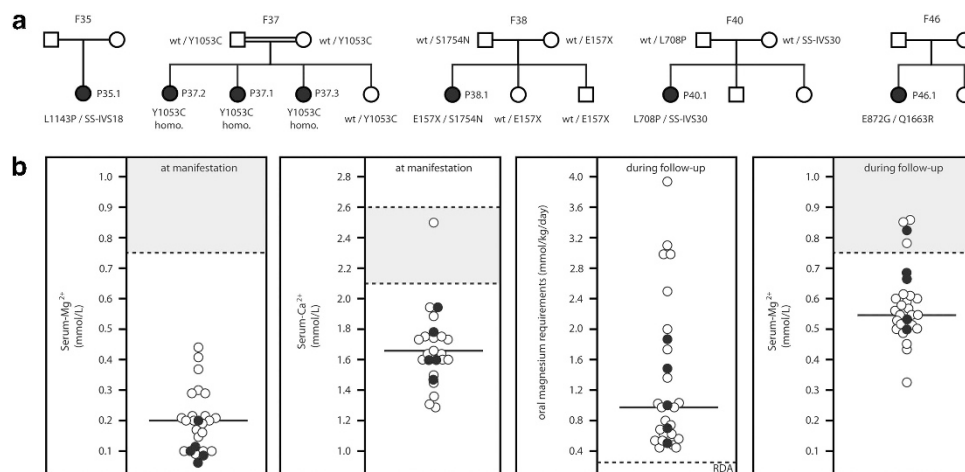 a
F35
F37
F38
F40
F46
wt / Y1053C
wt / Y1053C
wt / S1754N
wt / E157X
wt / L708P
wt / SS-IVS30
P35.1
P37.2
P37.1
P37.3
P38.1
P40.1
P46.1
L1143P / SS-IVS18
Y1053C
homo.
Y1053C
homo.
Y1053C
homo.
wt / Y1053C
E157X / S1754N
wt / E157X
wt / E157X
L708P / SS-IVS30
E872G / Q1663R
b
at manifestation
Serum-Mg2+
(mmol/L)
1.0
0.9
0.8
0.7
0.6
0.5
0.4
0.3
0.2
0.1
at manifestation
Serum-Ca2+
(mmol/L)
2.8
2.6
2.4
2.2
2.0
1.8
1.6
1.4
1.2
1.0
during follow-up
oral magnesium requirements (mmol/kg/day)
4.0
3.6
3.2
2.8
2.4
2.0
1.6
1.2
0.8
0.4
RDA
during follow-up
Serum-Mg2+
(mmol/L)
1.0
0.9
0.8
0.7
0.6
0.5
0.4
0.3
0.2
0.1